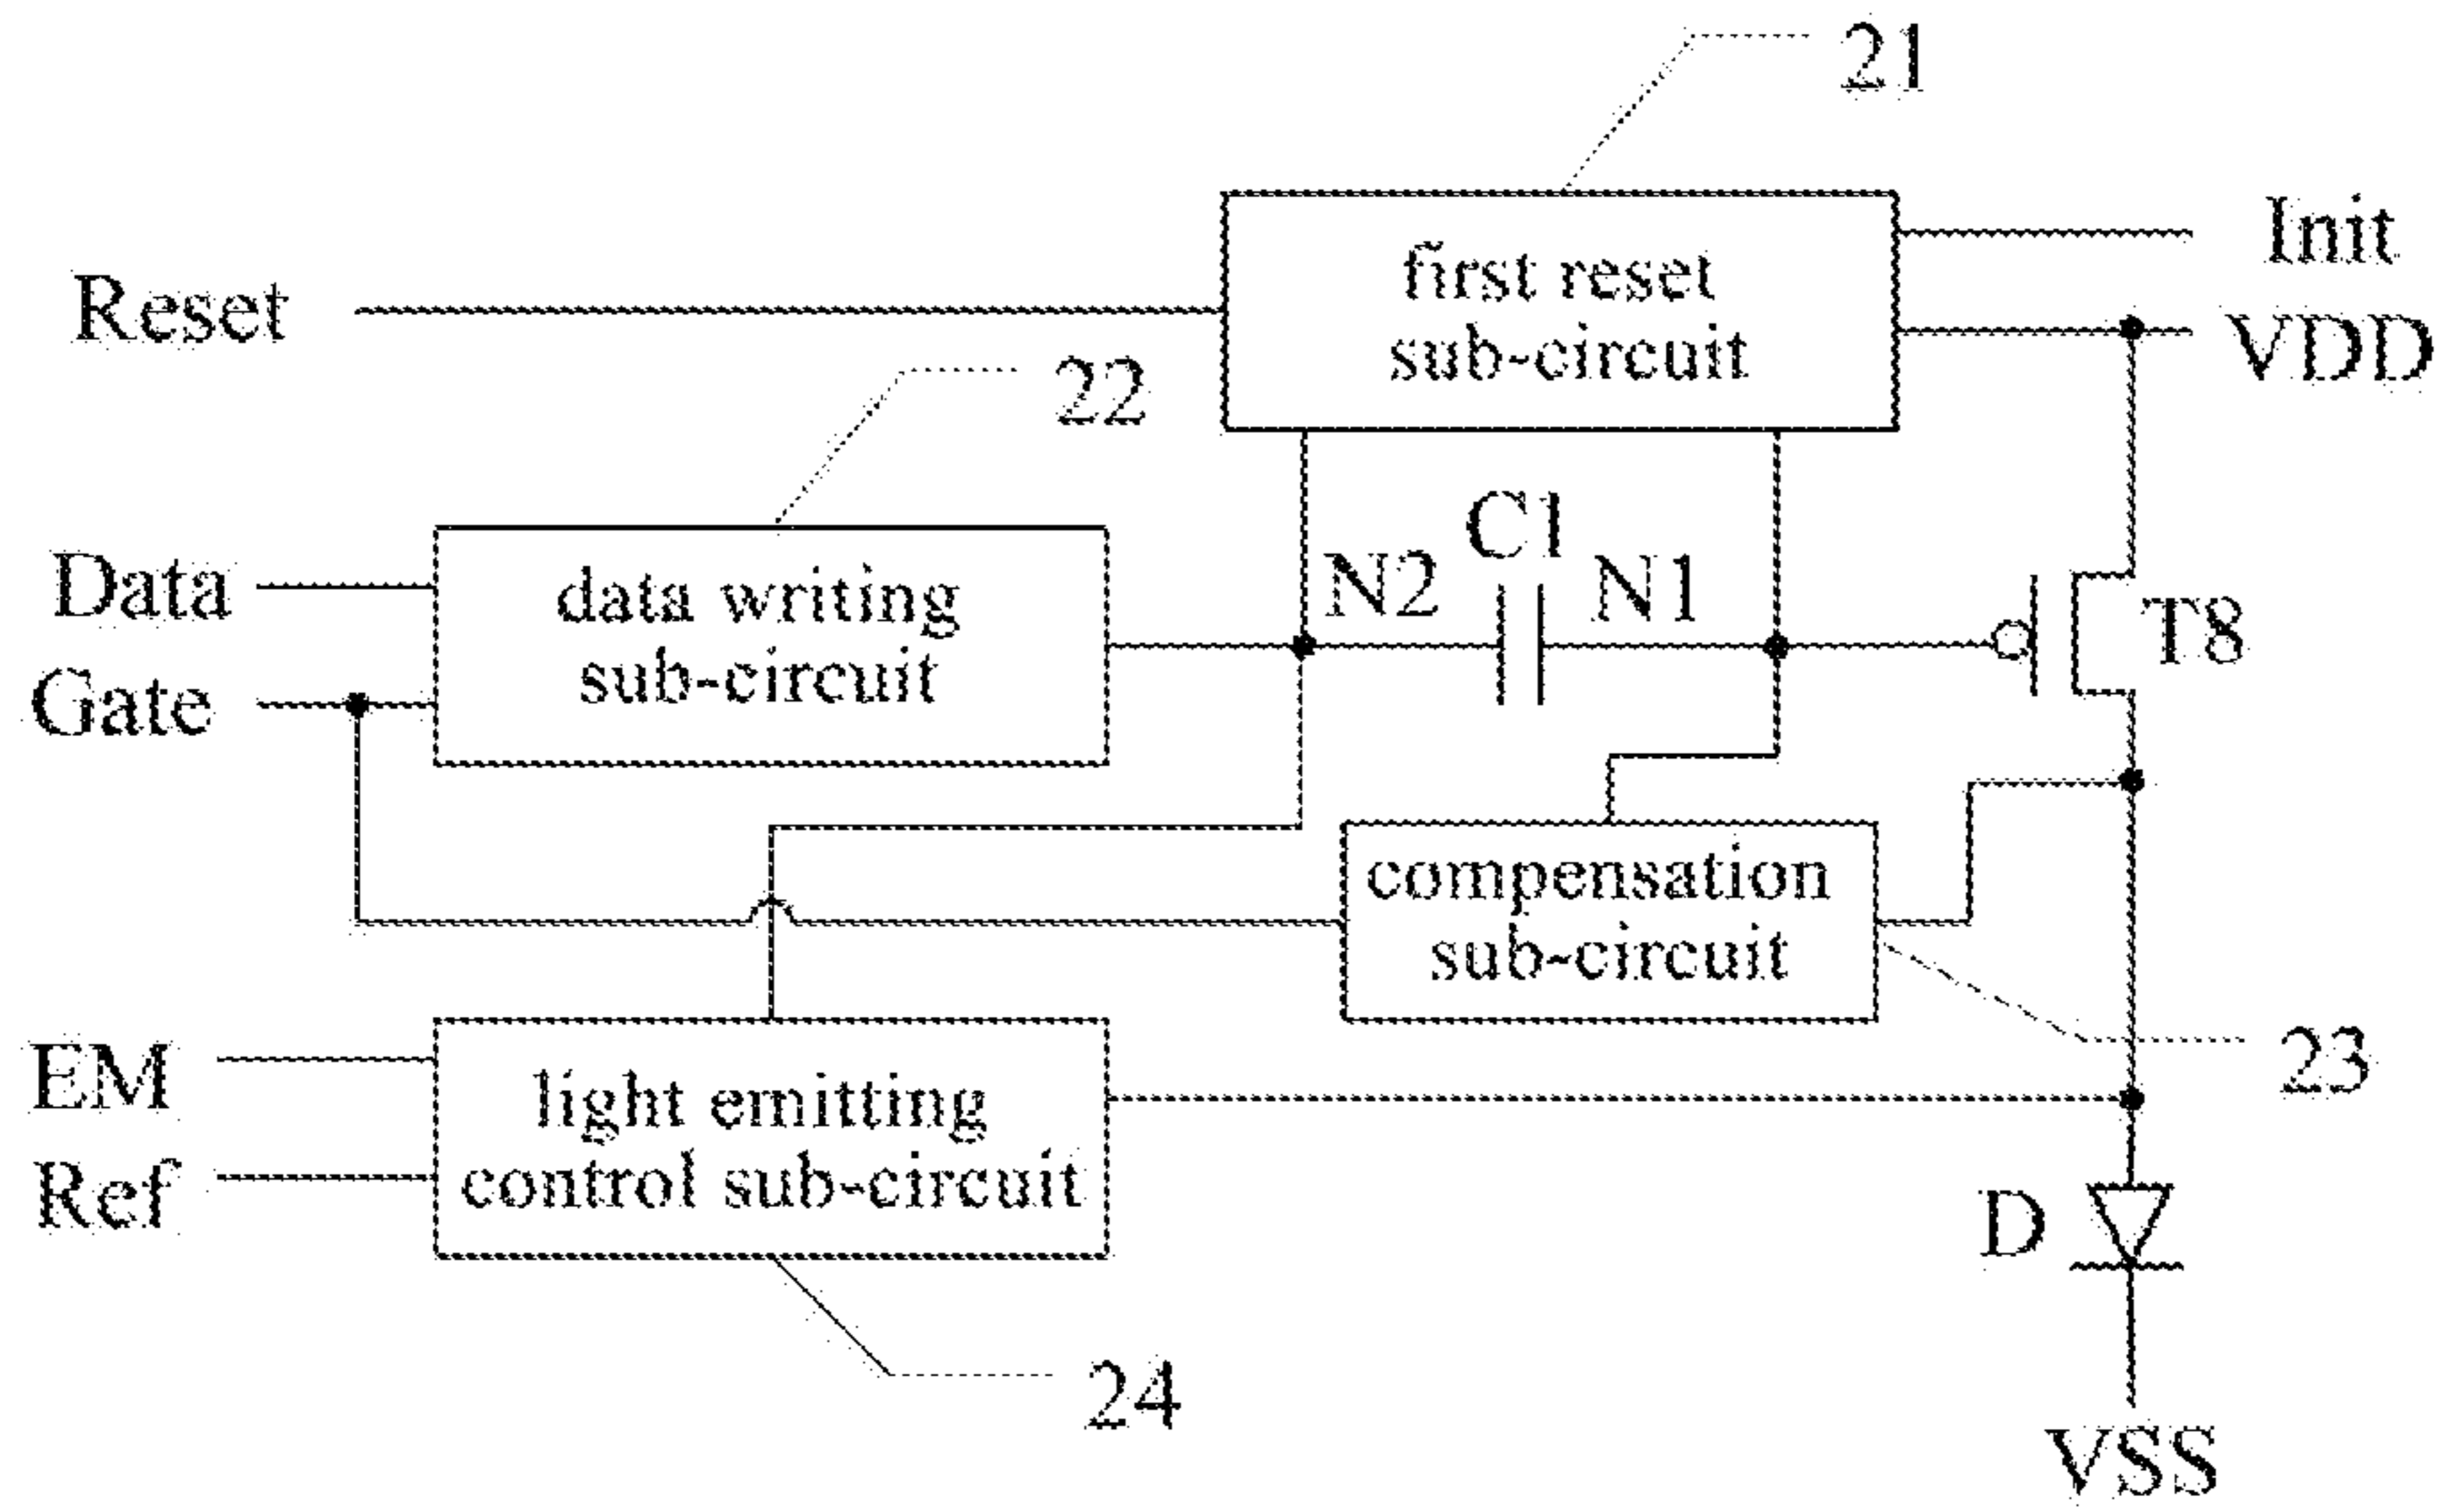 21
Init
first reset
sub-circuit
Reset
VDD
22
C1
Data
data writing
sub-circuit
N2
N1
T8
Gate
compensation
sub-circuit
EM
light emitting
control sub-circuit
23
Ref
D
24
VSS